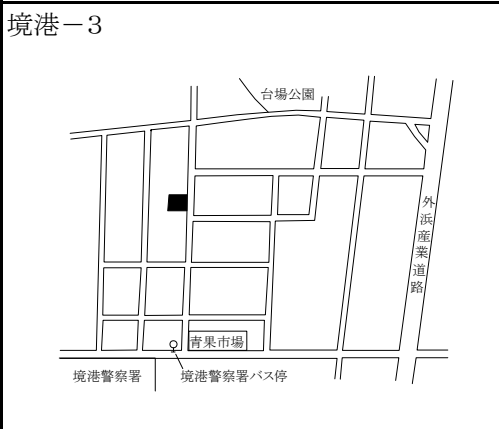 境港－3
台場公園
外浜産業道路
青果市場
境港警察署
境港警察署バス停